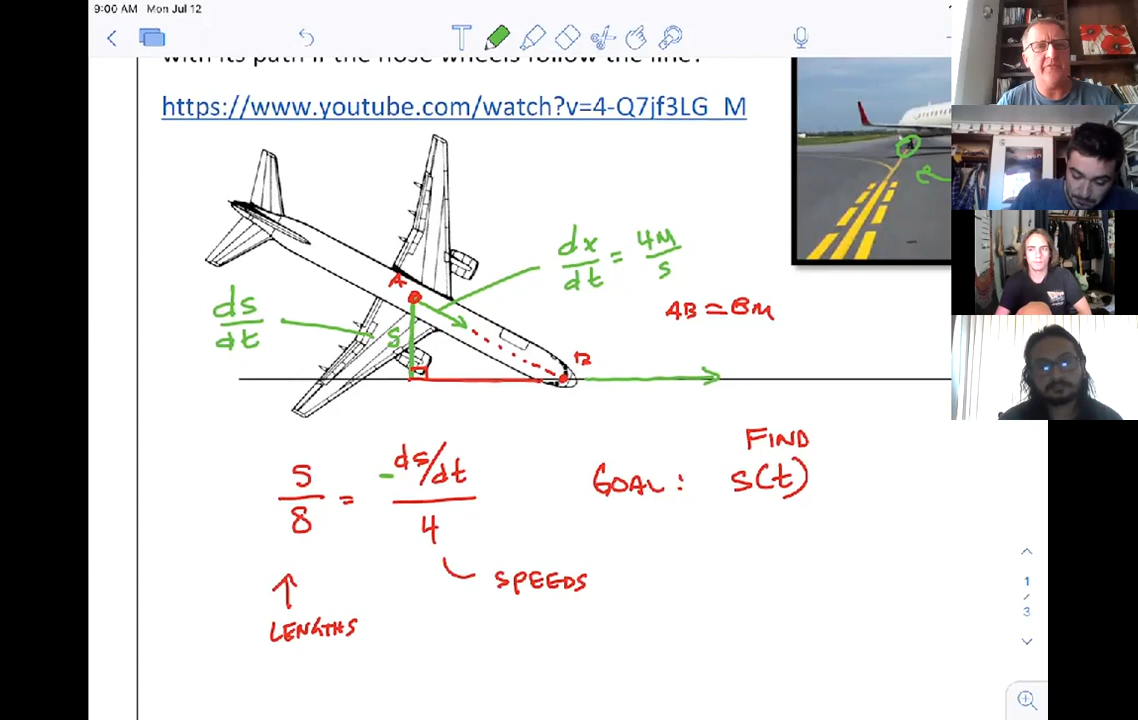 9:00 AM Mon Jul 12
with its path if the nose wheels follow the line?
https://www.youtube.com/watch?v=4-Q7jf3LG_M
dx/dt = 4M/s
A
AB = 8M
ds/dt
S
B
FIND
S/8 = -ds/dt/4
GOAL: S(t)
SPEEDS
LENGTHS
1
/
3